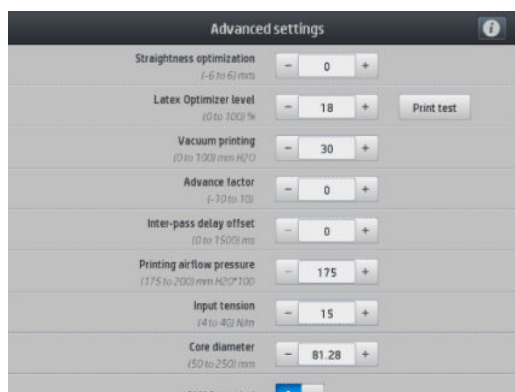 Advanced settings
i
Straightness optimization
(-6 to 6) mm
- 0 +
Latex Optimizer level
(0 to 100) %
- 18 +
Print test
Vacuum printing
(0 to 100) mm H2O
- 30 +
Advance factor
(-10 to 10)
- 0 +
Inter-pass delay offset
(0 to 1500) ms
- 0 +
Printing airflow pressure
(175 to 200) mm H2O*100
- 175 +
Input tension
(4 to 40) N/m
- 15 +
Core diameter
(50 to 250) mm
- 81.28 +